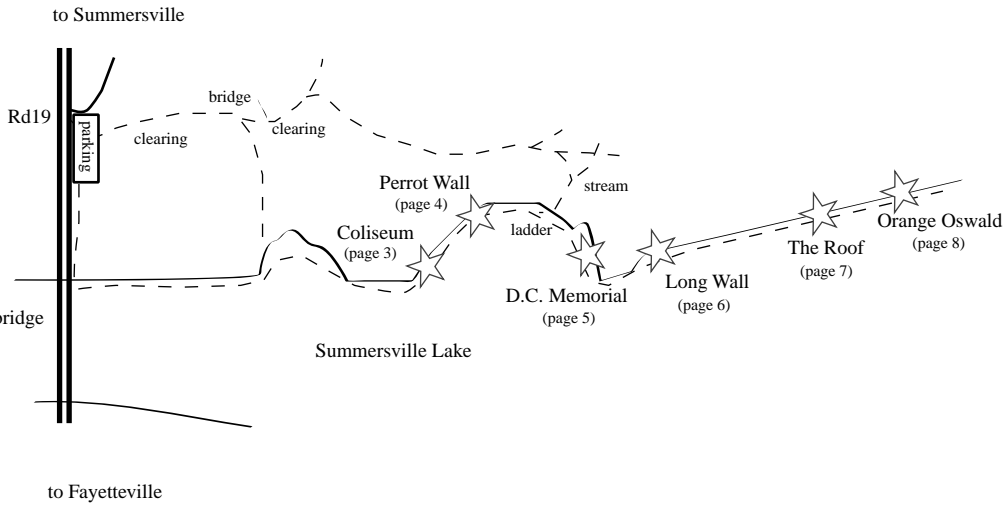 to Summersville
Rd19
parking
bridge
clearing
clearing
Perrot Wall
(page 4)
stream
Coliseum
(page 3)
ladder
Orange Oswald
(page 8)
The Roof
(page 7)
D.C. Memorial
(page 5)
Long Wall
(page 6)
bridge
Summersville Lake
to Fayetteville